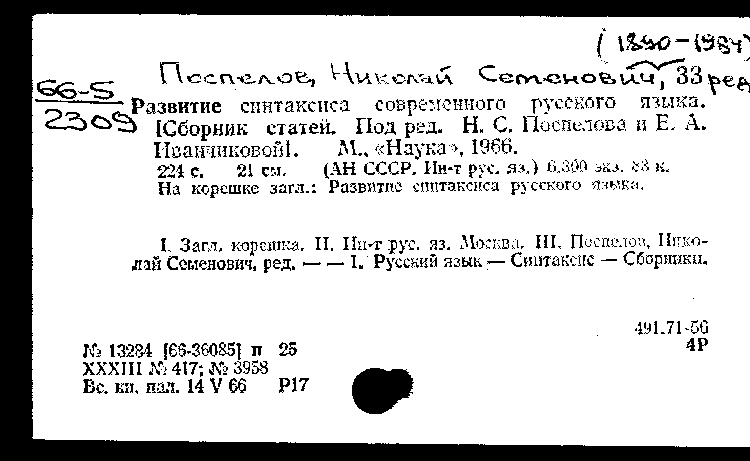 (1890-1984)
66-5 Поспелов, Николай Семенович, 33 ред
2309 Развитие синтаксиса современного русского языка.
[Сборник статей. Под ред. Н. С. Поспелова и Е. А.
Иванчиковой]. М., «Наука», 1966.
224 с. 21 см. (АН СССР. Ин-т рус. яз.) 6.300 экз. 83 к.
На корешке загл.: Развитие синтаксиса русского языка.
I. Загл. корешка. II. Ин-т рус. яз. Москва. III. Поспелов, Нико-
лай Семенович, ред. — — 1. Русский язык — Синтаксис — Сборники.
491.71-56
№ 13284 [66-36085] п 25 4Р
XXXIII № 417; № 3958
Вс. кн. пал. 14 V 66 Р17